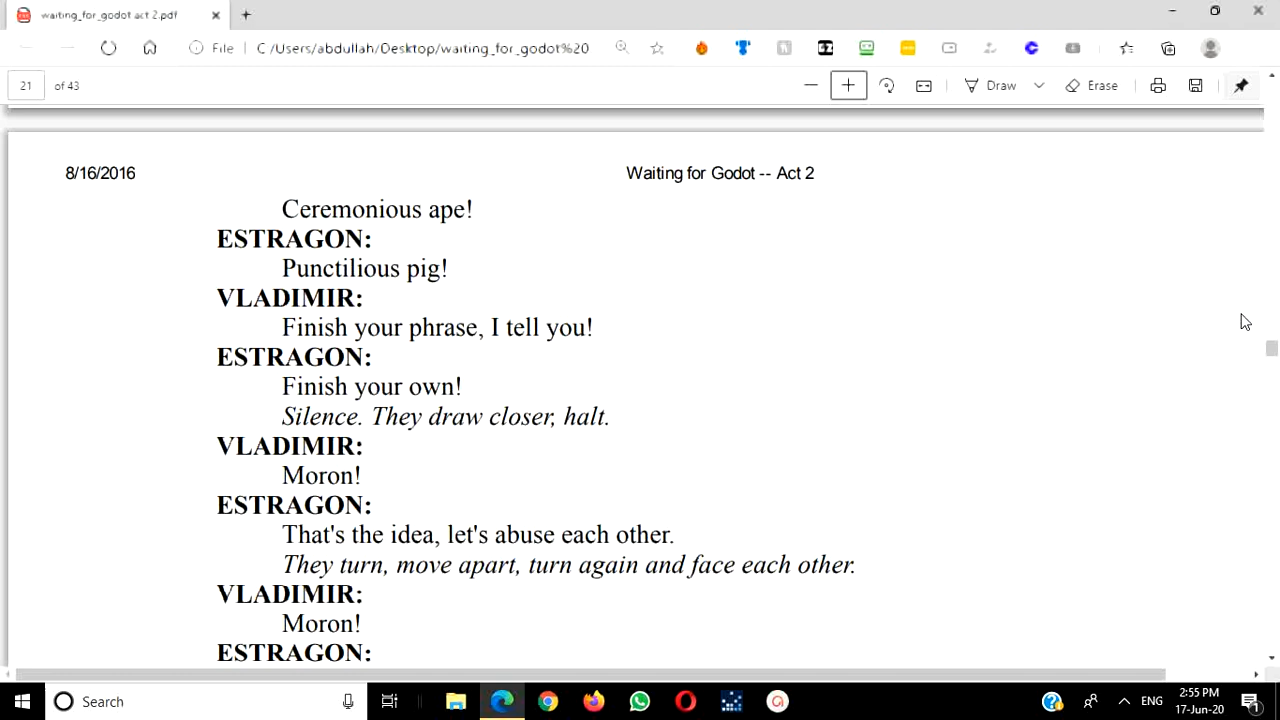 waiting_for_godot act 2.pdf
File C:/Users/abdullah/Desktop/waiting_for_godot%20
21 of 43 Draw Erase
8/16/2016 Waiting for Godot -- Act 2
Ceremonious ape!
ESTRAGON:
Punctilious pig!
VLADIMIR:
Finish your phrase, I tell you!
ESTRAGON:
Finish your own!
Silence. They draw closer, halt.
VLADIMIR:
Moron!
ESTRAGON:
That's the idea, let's abuse each other.
They turn, move apart, turn again and face each other.
VLADIMIR:
Moron!
ESTRAGON:
Search ENG 2:55 PM
17-Jun-20